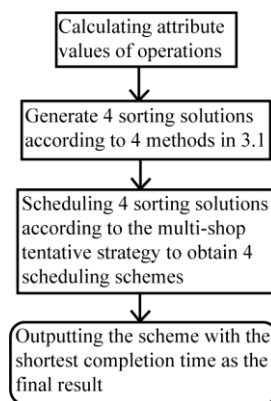 Calculating attribute
values of operations
Generate 4 sorting solutions
according to 4 methods in 3.1
Scheduling 4 sorting solutions
according to the multi-shop
tentative strategy to obtain 4
scheduling schemes
Outputting the scheme with the
shortest completion time as the
final result